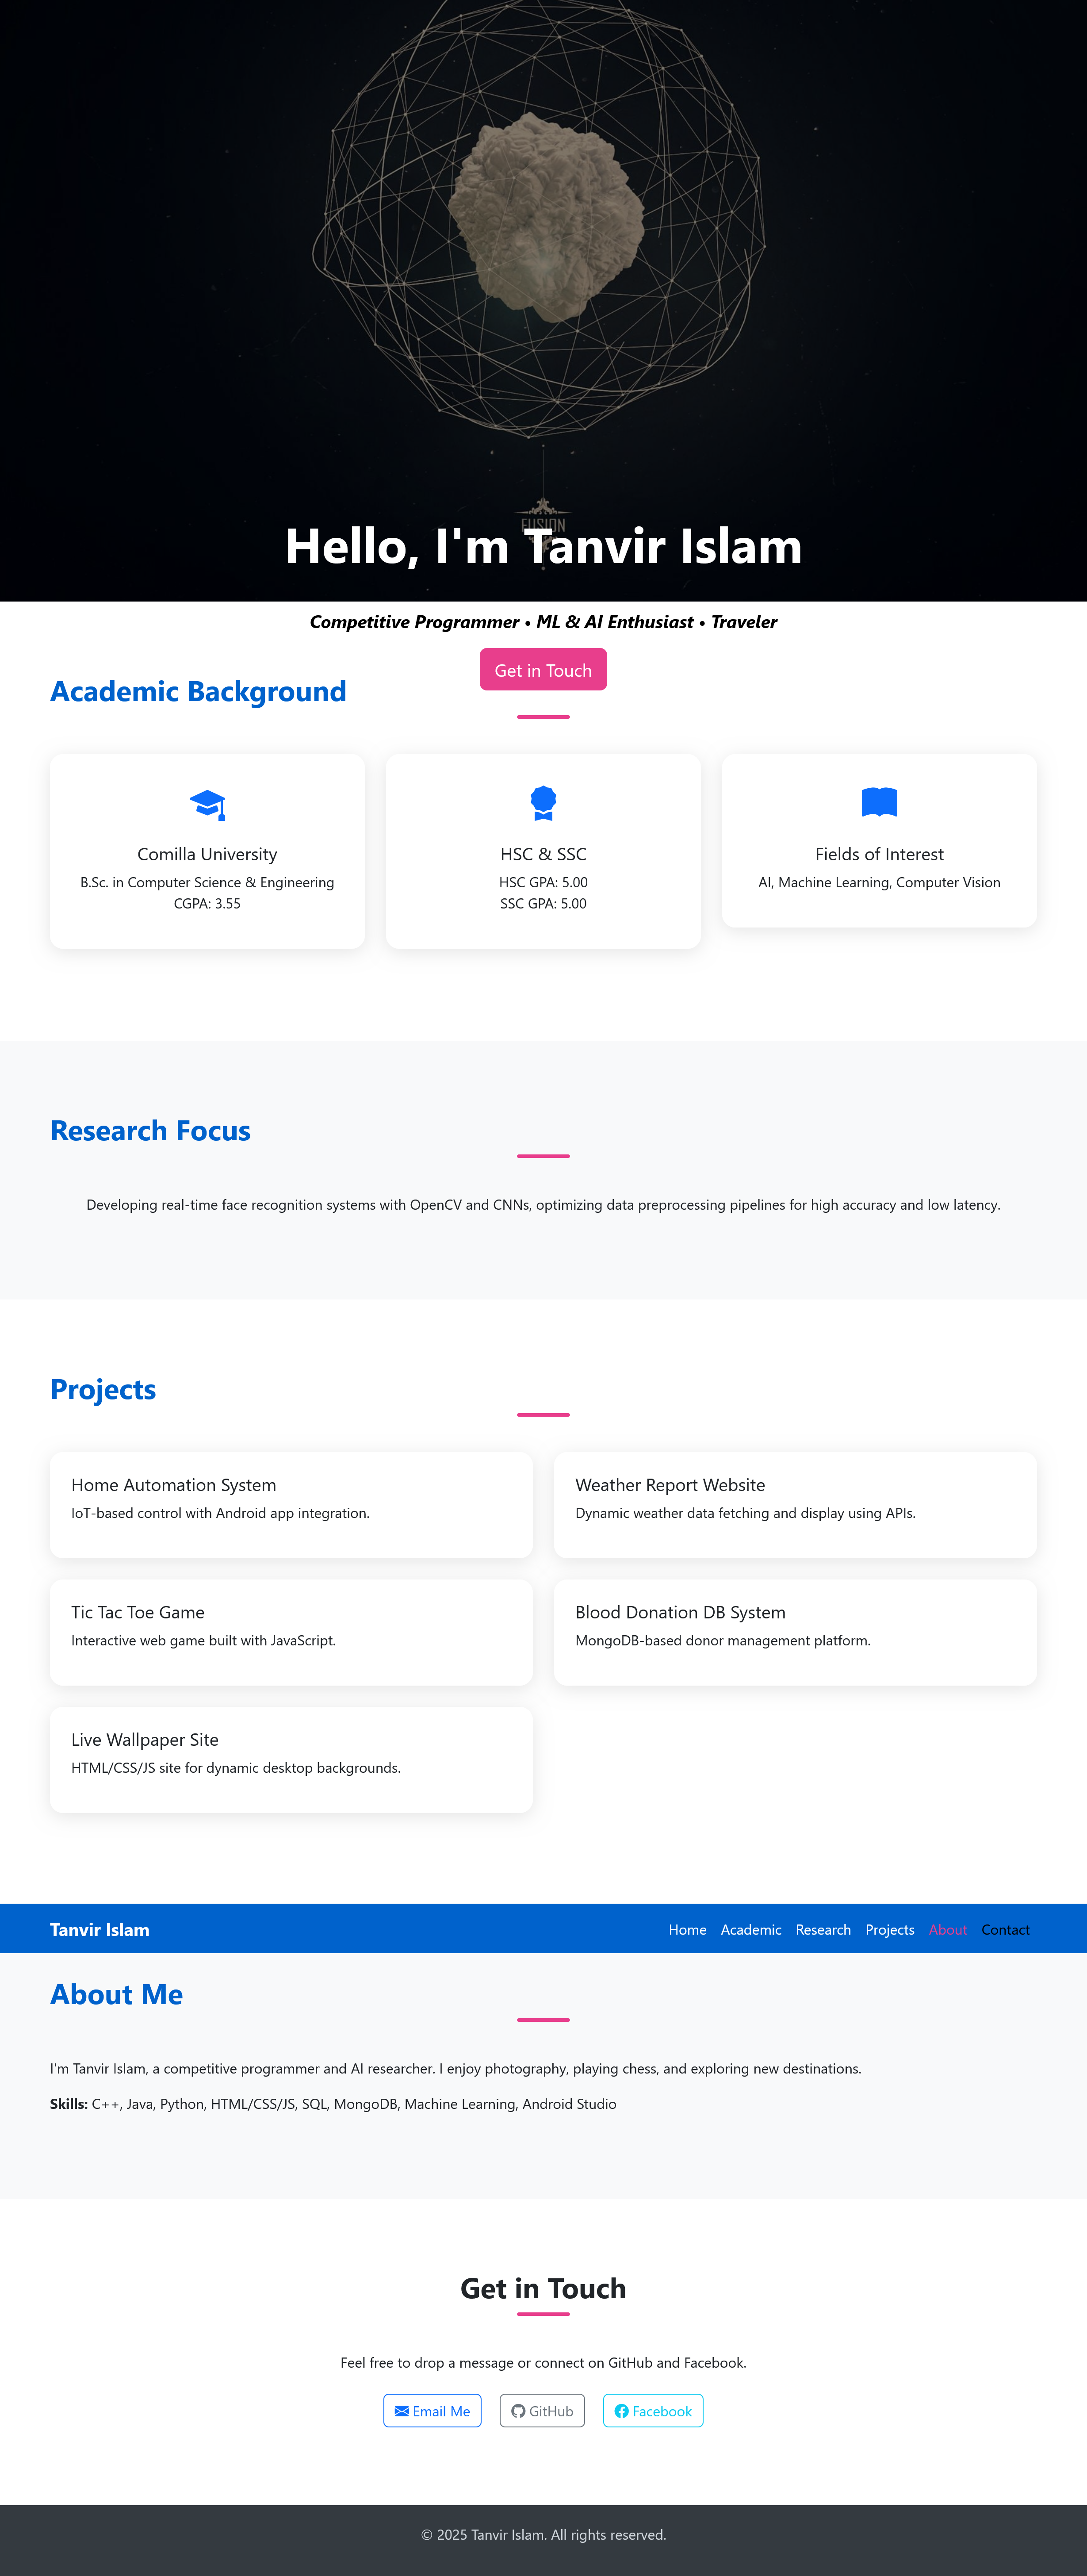 FUSION
Hello, I'm Tanvir Islam
Competitive Programmer • ML & AI Enthusiast • Traveler
Get in Touch
Academic Background
Comilla University
B.Sc. in Computer Science & Engineering
CGPA: 3.55
HSC & SSC
HSC GPA: 5.00
SSC GPA: 5.00
Fields of Interest
AI, Machine Learning, Computer Vision
Research Focus
Developing real-time face recognition systems with OpenCV and CNNs, optimizing data preprocessing pipelines for high accuracy and low latency.
Projects
Home Automation System
IoT-based control with Android app integration.
Weather Report Website
Dynamic weather data fetching and display using APIs.
Tic Tac Toe Game
Interactive web game built with JavaScript.
Blood Donation DB System
MongoDB-based donor management platform.
Live Wallpaper Site
HTML/CSS/JS site for dynamic desktop backgrounds.
Tanvir Islam Home Academic Research Projects About Contact
About Me
I'm Tanvir Islam, a competitive programmer and AI researcher. I enjoy photography, playing chess, and exploring new destinations.
Skills: C++, Java, Python, HTML/CSS/JS, SQL, MongoDB, Machine Learning, Android Studio
Get in Touch
Feel free to drop a message or connect on GitHub and Facebook.
Email Me GitHub Facebook
© 2025 Tanvir Islam. All rights reserved.